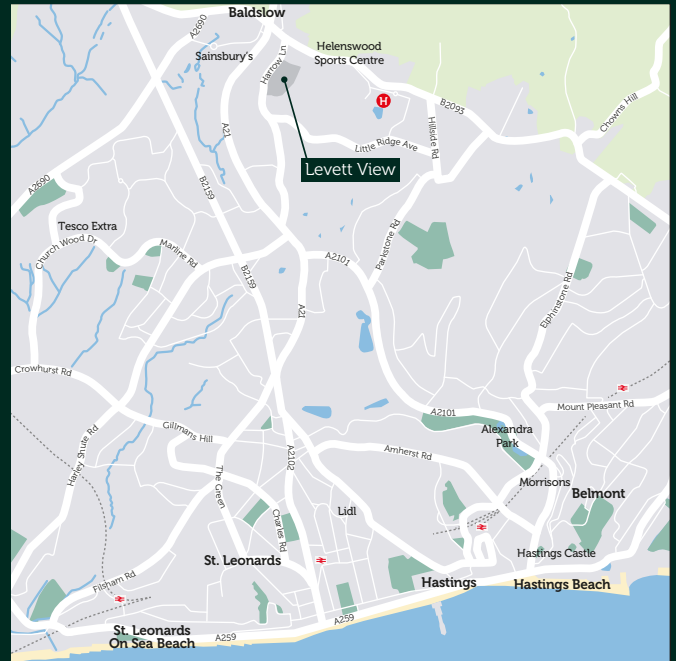 Baldslow
A2690
Sainsbury's
Harrow Ln
Helenswood
Sports Centre
H
B2093
Chowns Hill
A21
Hillside Rd
Little Ridge Ave
Levett View
A2690
B2159
Tesco Extra
Church Wood Dr
Marline Rd
Parkstone Rd
A2101
B2159
Elphinstone Rd
A21
Crowhurst Rd
Mount Pleasant Rd
A2101
Gillmans Hill
Harley Shute Rd
Alexandra
Park
A2102
Amherst Rd
The Green
Morrisons
Belmont
Lidl
Charles Rd
Hastings Castle
St. Leonards
Filsham Rd
Hastings
Hastings Beach
A259
St. Leonards
On Sea Beach
A259